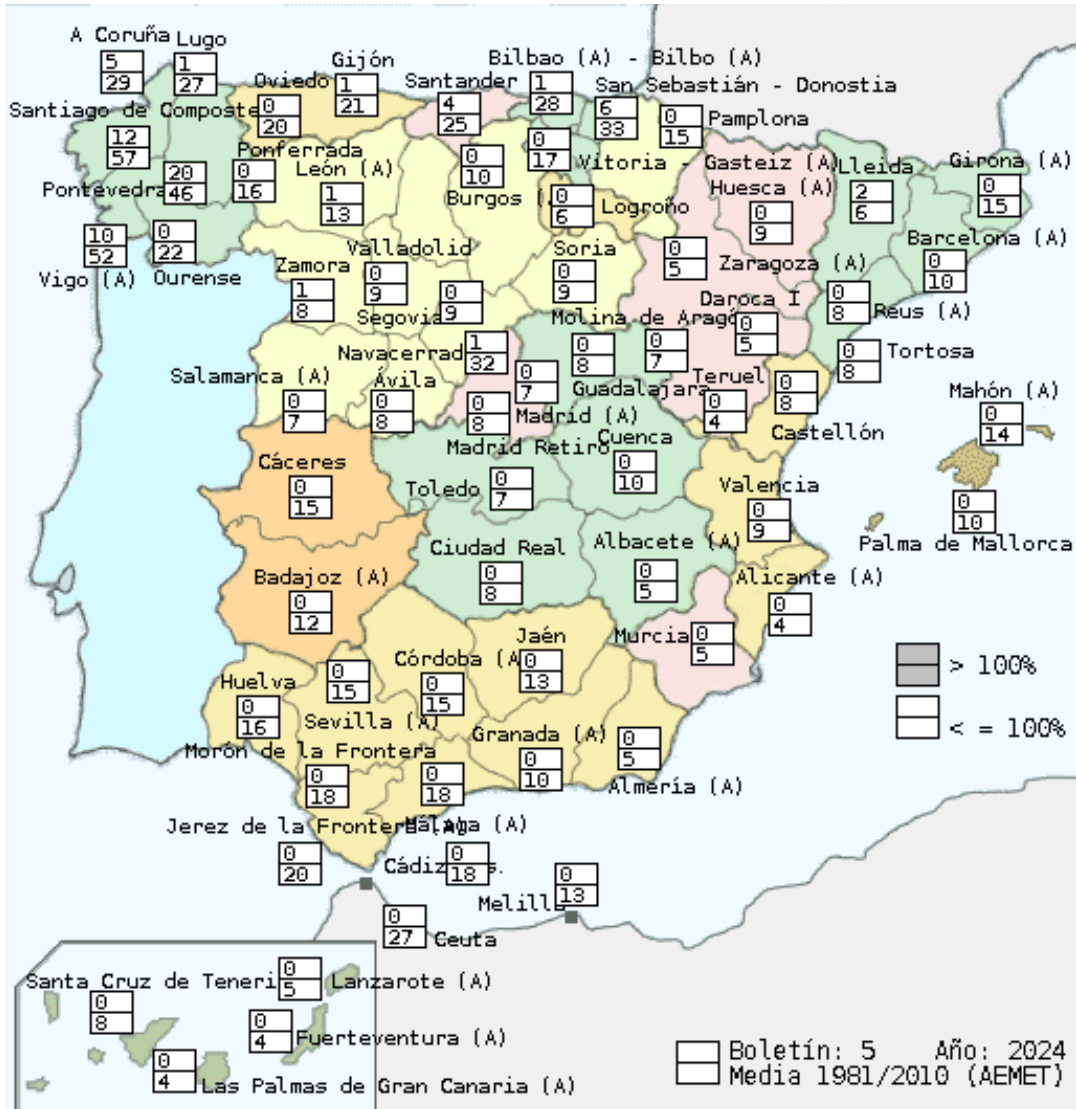 A Coruña
5
29
Lugo
1
27
Gijón
1
21
Oviedo
0
20
Santander
4
25
Bilbao (A) - Bilbo (A)
1
28
San Sebastián - Donostia
6
33
Pamplona
0
15
Santiago de Composte
12
57
Pontevedra
20
46
Ponferrada
0
16
León (A)
1
13
Burgos (
0
10
Vitoria - Gasteiz (A)
0
17
Logroño
0
6
Huesca (A)
0
9
Lleida
2
6
Girona (A)
0
15
Vigo (A)
10
52
Ourense
0
22
Zamora
1
8
Valladolid
0
9
Segovia
0
9
Soria
0
9
Zaragoza (A)
0
5
Barcelona (A)
0
10
Daroca I
0
5
Reus (A)
0
8
Molina de Aragó
0
7
Tortosa
0
8
Navacerrad
1
32
Guadalajara
0
8
Salamanca (A)
0
7
Ávila
0
8
Madrid (A)
0
7
Madrid Retiro
0
8
Teruel
0
4
Castellón
0
8
Mahón (A)
0
14
Cáceres
0
15
Toledo
0
7
Cuenca
0
10
Valencia
0
9
Palma de Mallorca
0
10
Badajoz (A)
0
12
Ciudad Real
0
8
Albacete (A)
0
5
Alicante (A)
0
4
Murcia
0
5
Huelva
0
16
Sevilla (A)
0
15
Córdoba (A
0
15
Jaén
0
13
> 100%
< = 100%
Morón de la Frontera
0
18
Granada (A)
0
10
Almería (A)
0
5
Jerez de la Frontera (A)
0
18
Málaga (A)
0
18
Cádiz
s.
0
20
Melilla
0
13
Ceuta
0
27
Santa Cruz de Teneri
0
8
Lanzarote (A)
0
5
Fuerteventura (A)
0
4
Las Palmas de Gran Canaria (A)
0
4
Boletín: 5 Año: 2024
Media 1981/2010 (AEMET)